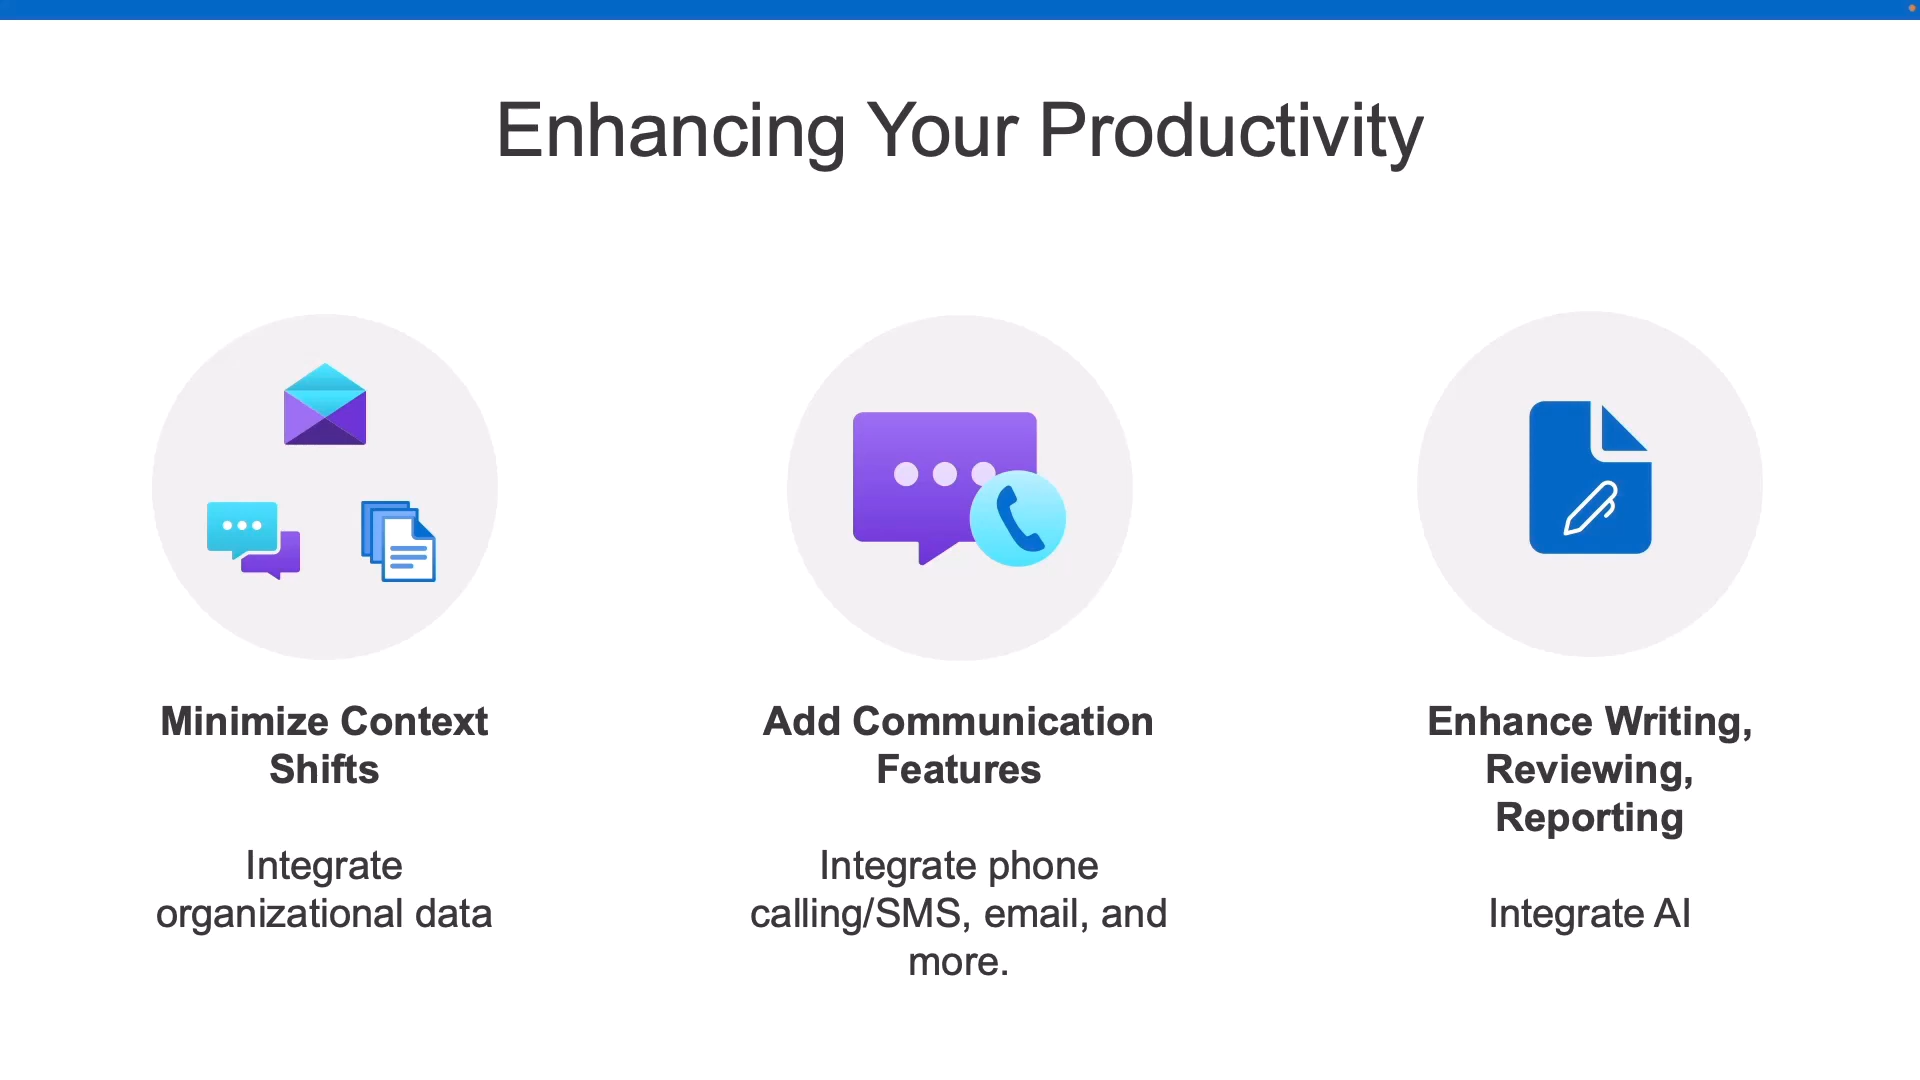 Enhancing Your Productivity
Minimize Context
Shifts
Integrate
organizational data
Add Communication
Features
Integrate phone
calling/SMS, email, and
more.
Enhance Writing,
Reviewing,
Reporting
Integrate AI